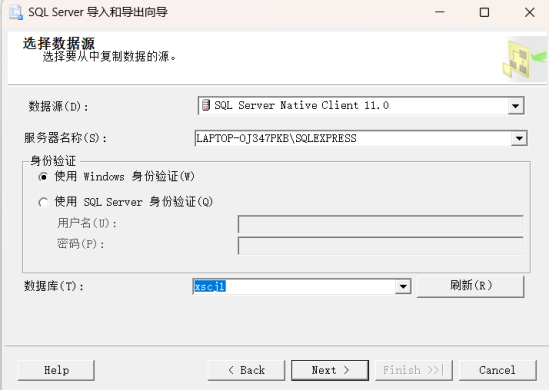 SQL Server 导入和导出向导
选择数据源
选择要从中复制数据的源。
数据源(D):
SQL Server Native Client 11.0
服务器名称(S):
LAPTOP-OJ347PKB\SQLEXPRESS
身份验证
使用 Windows 身份验证(W)
使用 SQL Server 身份验证(Q)
用户名(U):
密码(P):
数据库(T):
xscj1
刷新(R)
Help
< Back
Next >
Finish >>|
Cancel